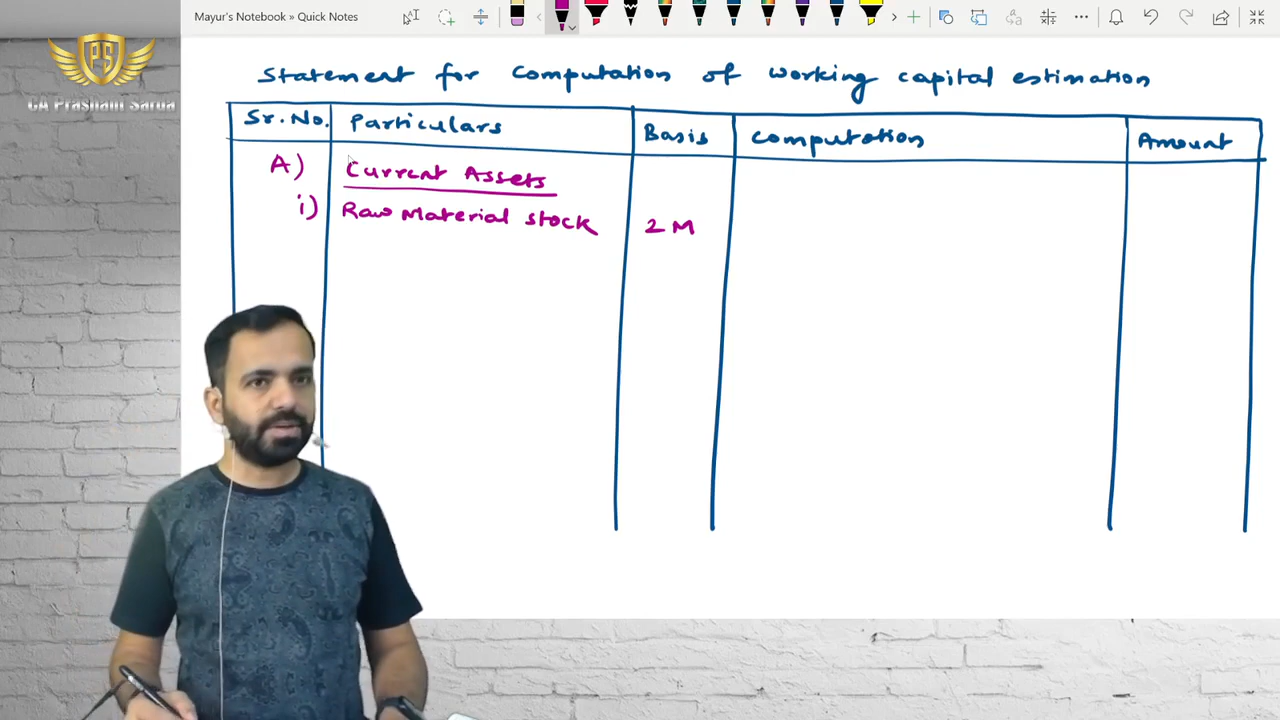 Mayur's Notebook » Quick Notes
PS
CA Prashant Sarda
Statement for Computation of working capital estimation
Sr. No. Particulars Basis Computation Amount
A) Current Assets
i) Raw Material stock 2 M